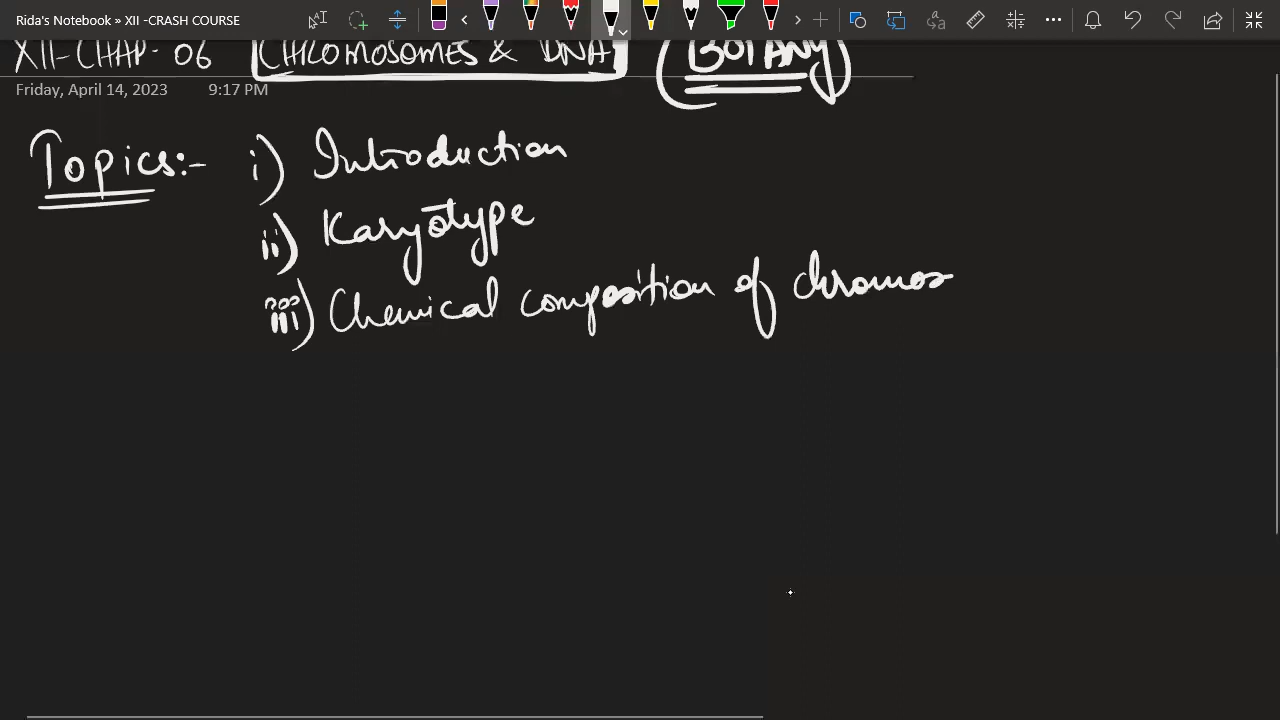 Rida's Notebook » XII -CRASH COURSE
XII-CHAP-06 CHROMOSOMES & DNA (BOTANY)
Friday, April 14, 2023 9:17 PM
Topics:- i) Introduction
ii) Karyotype
iii) Chemical composition of chromos